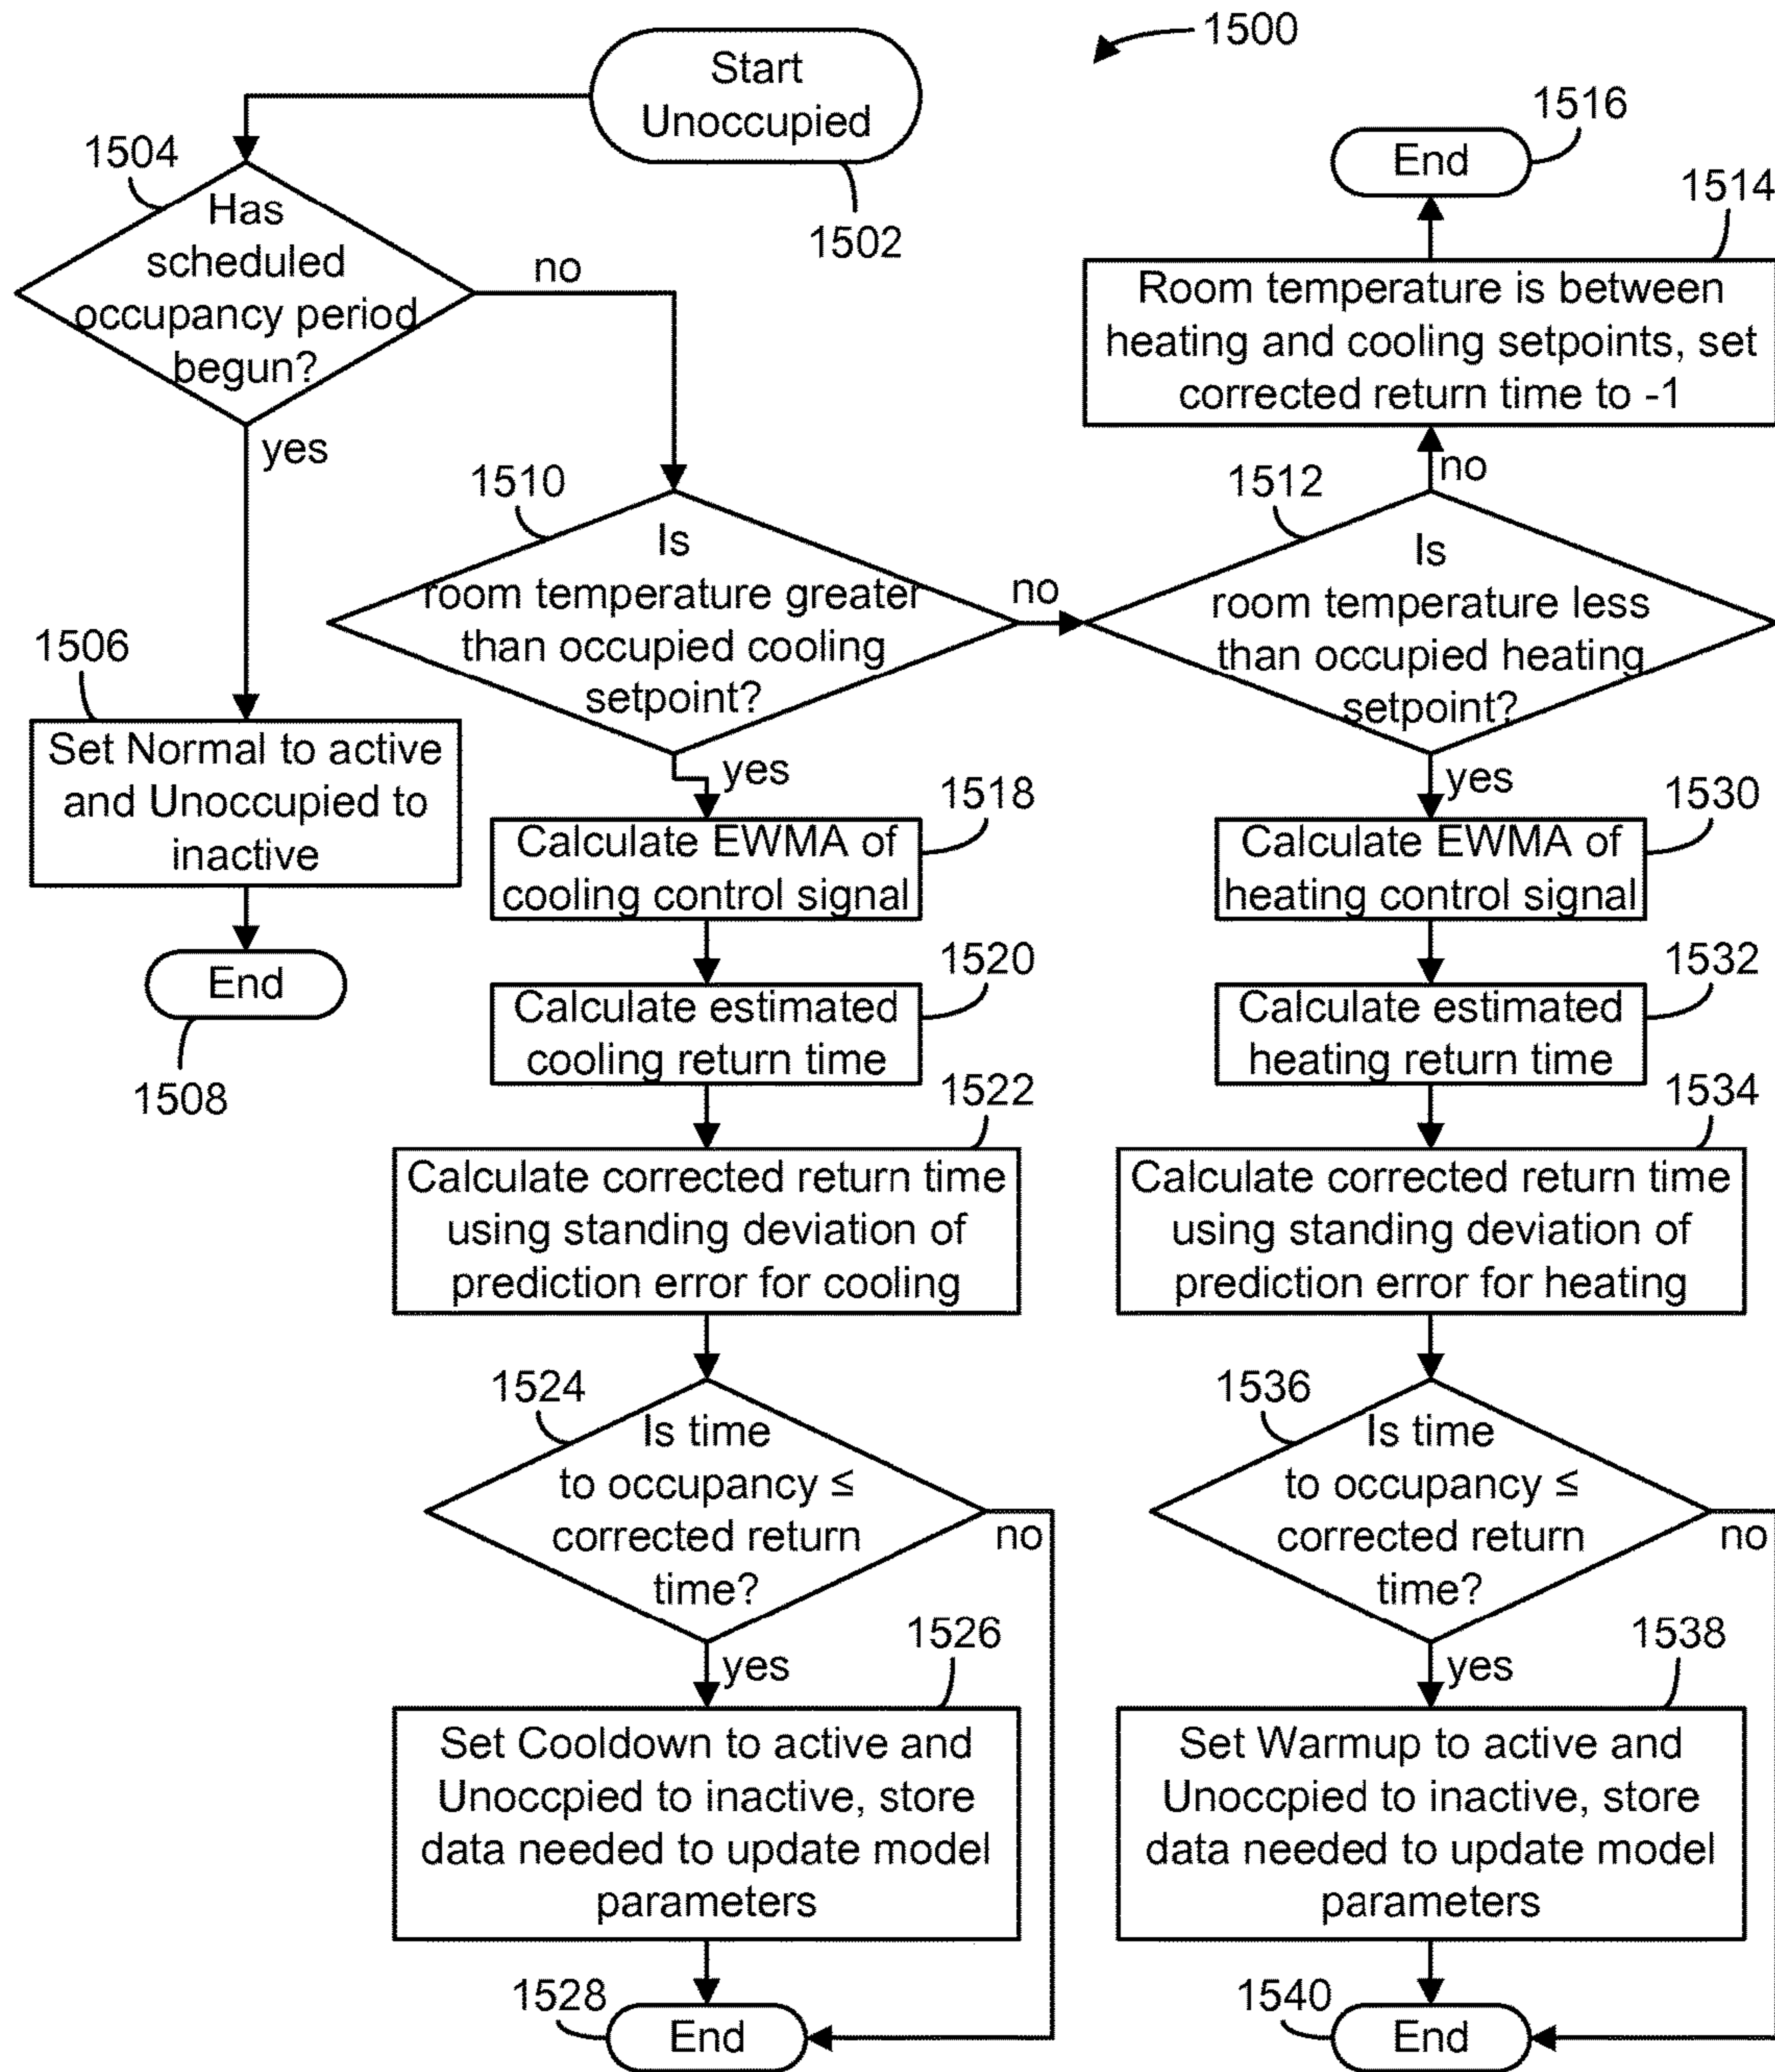 1500
Start
Unoccupied
1502
1504
Has
scheduled
occupancy period
begun?
no
yes
1506
Set Normal to active
and Unoccupied to
inactive
End
1508
1510
Is
room temperature greater
than occupied cooling
setpoint?
no
yes
1516
End
1514
Room temperature is between
heating and cooling setpoints, set
corrected return time to -1
no
1512
Is
room temperature less
than occupied heating
setpoint?
yes
1518
Calculate EWMA of
cooling control signal
1520
Calculate estimated
cooling return time
1522
Calculate corrected return time
using standing deviation of
prediction error for cooling
1524
Is time
to occupancy ≤
corrected return
time?
no
yes
1526
Set Cooldown to active and
Unoccpied to inactive, store
data needed to update model
parameters
1528
End
1530
Calculate EWMA of
heating control signal
1532
Calculate estimated
heating return time
1534
Calculate corrected return time
using standing deviation of
prediction error for heating
1536
Is time
to occupancy ≤
corrected return
time?
no
yes
1538
Set Warmup to active and
Unoccpied to inactive, store
data needed to update model
parameters
1540
End